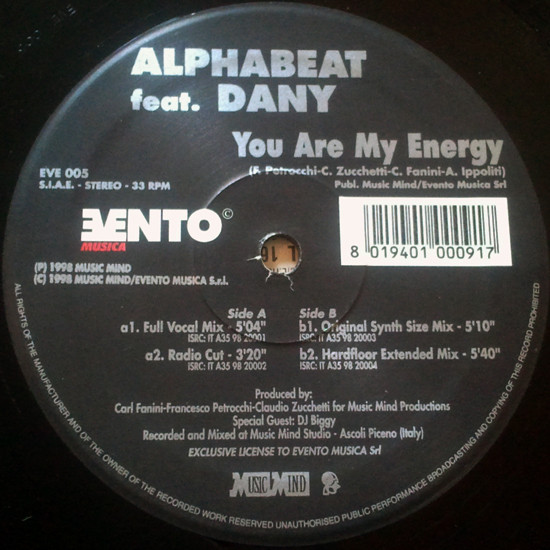 ALPHABEAT
feat. DANY
You Are My Energy
(F. Petrocchi-C. Zucchetti-C. Fanini-A. Ippoliti)
Publ. Music Mind/Evento Musica Srl
EVE 005
S.I.A.E. - STEREO - 33 RPM
EVENTO ©
MUSICA
8 019401 000917
(P) 1998 MUSIC MIND
(C) 1998 MUSIC MIND/EVENTO MUSICA S.r.l.
Side A
a1. Full Vocal Mix - 5'04"
ISRC: IT A35 98 20001
a2. Radio Cut - 3'20"
ISRC: IT A35 98 20002
Side B
b1. Original Synth Size Mix - 5'10"
ISRC: IT A35 98 20003
b2. Hardfloor Extended Mix - 5'40"
ISRC: IT A35 98 20004
Produced by:
Carl Fanini-Francesco Petrocchi-Claudio Zucchetti for Music Mind Productions
Special Guest: DJ Biggy
Recorded and Mixed at Music Mind Studio - Ascoli Piceno (Italy)
EXCLUSIVE LICENSE TO EVENTO MUSICA Srl
MUSIC MIND
ALL RIGHTS OF THE MANUFACTURER AND OF THE OWNER OF THE RECORDED WORK RESERVED UNAUTHORISED PUBLIC PERFORMANCE BROADCASTING AND COPYING OF THIS RECORD PROHIBITED